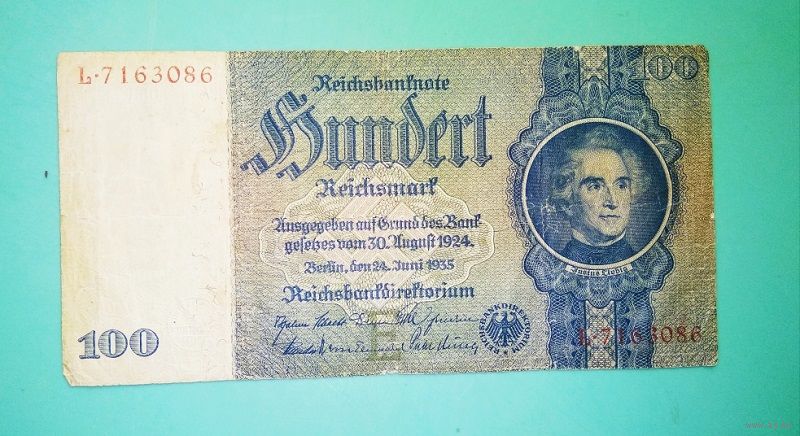 L·7163086
100
Reichsbanknote
Hundert
Reichsmark
Ausgegeben auf Grund des Bank
gesetzes vom 30. August 1924.
Berlin, den 24. Juni 1935
Reichsbankdirektorium
REICHSBANKDIREKTORIUM
100
Justus Liebig
L·7163086